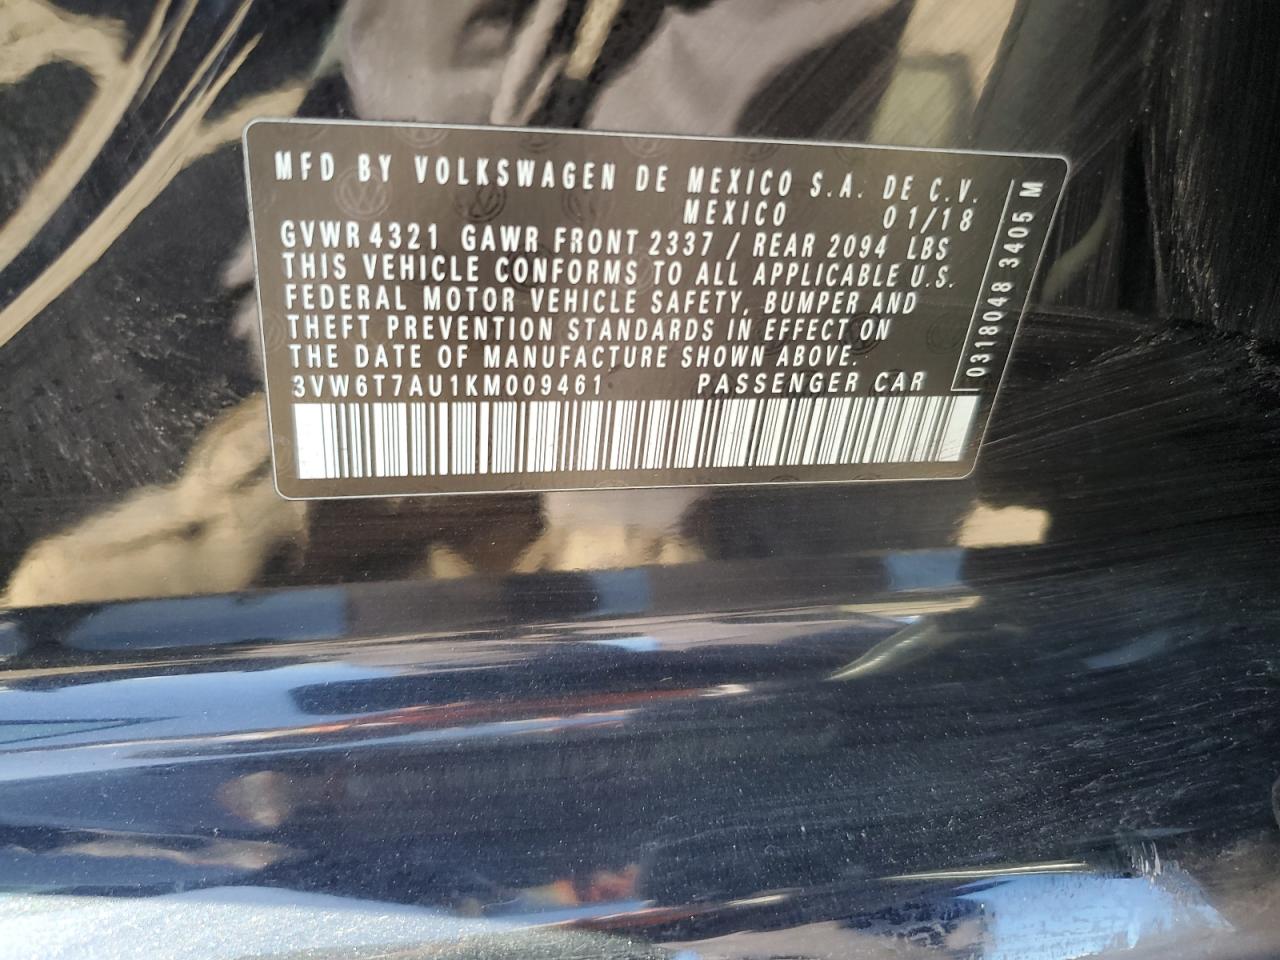 MFD BY VOLKSWAGEN DE MEXICO S.A. DE C.V.
MEXICO 01/18
GVWR 4321 GAWR FRONT 2337 / REAR 2094 LBS
THIS VEHICLE CONFORMS TO ALL APPLICABLE U.S.
FEDERAL MOTOR VEHICLE SAFETY, BUMPER AND
THEFT PREVENTION STANDARDS IN EFFECT ON
THE DATE OF MANUFACTURE SHOWN ABOVE.
3VW6T7AU1KM009461 PASSENGER CAR
0318048 3405 M